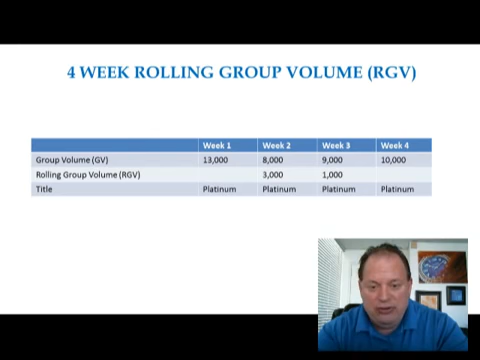 4 WEEK ROLLING GROUP VOLUME (RGV)
Week 1 Week 2 Week 3 Week 4
Group Volume (GV) 13,000 8,000 9,000 10,000
Rolling Group Volume (RGV) 3,000 1,000
Title Platinum Platinum Platinum Platinum